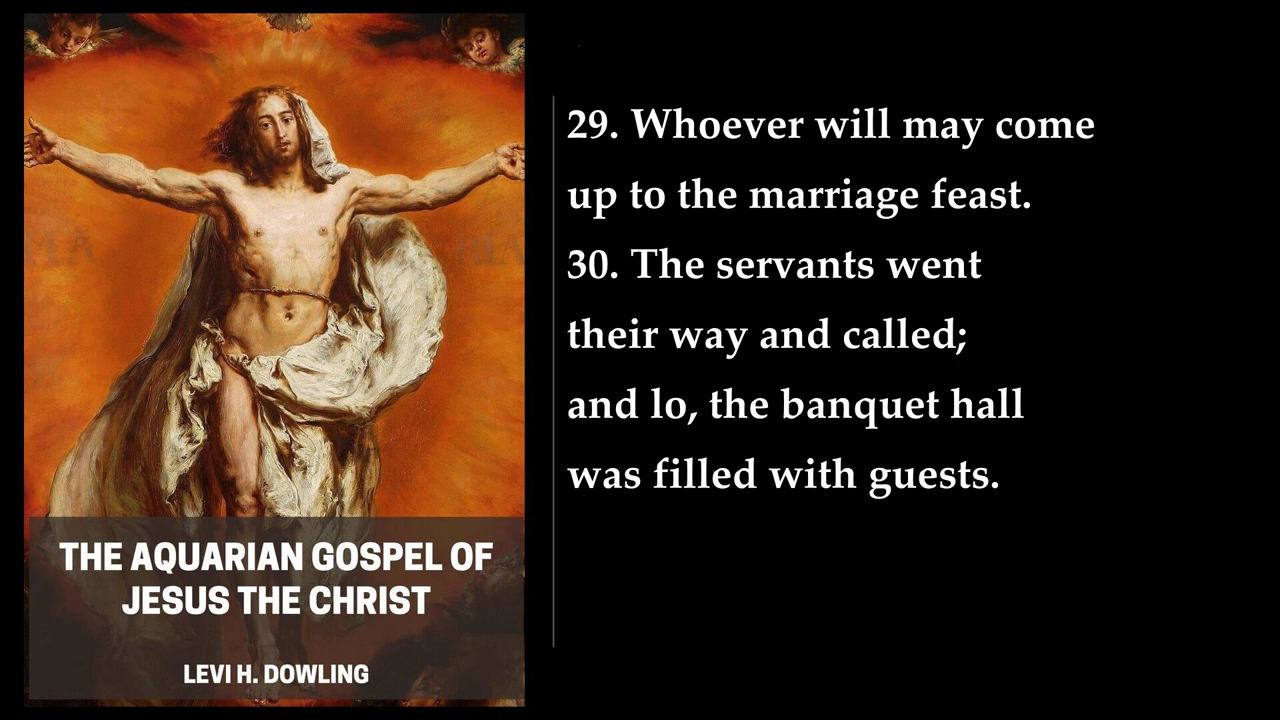 THE AQUARIAN GOSPEL OF
JESUS THE CHRIST
LEVI H. DOWLING
29. Whoever will may come
up to the marriage feast.
30. The servants went
their way and called;
and lo, the banquet hall
was filled with guests.